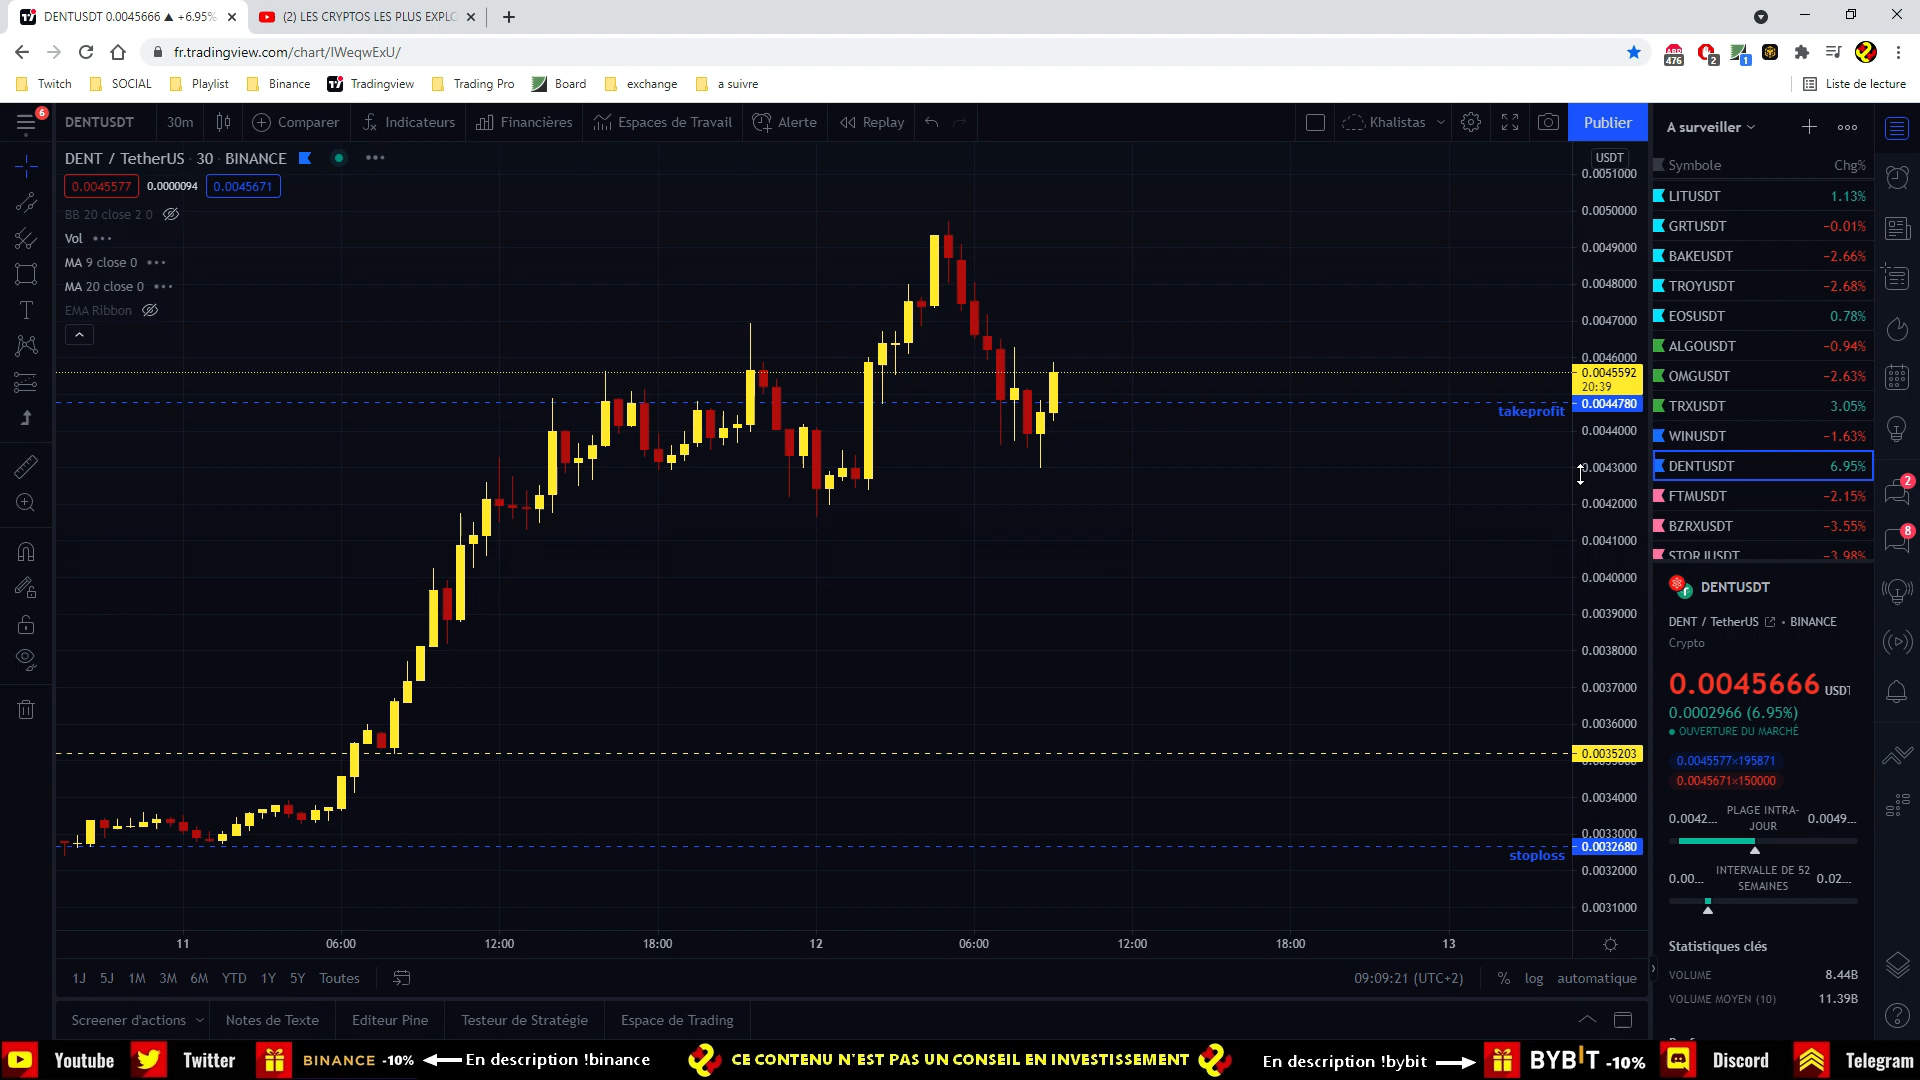 DENTUSDT 0.0045666 ▲ +6.95%
(2) LES CRYPTOS LES PLUS EXPLO
fr.tradingview.com/chart/IWeqwExU/
476
2
1
Twitch
SOCIAL
Playlist
Binance
Tradingview
Trading Pro
Board
exchange
a suivre
Liste de lecture
6
DENTUSDT
30m
Comparer
Indicateurs
Financières
Espaces de Travail
Alerte
Replay
Khalistas
Publier
DENT / TetherUS · 30 · BINANCE
0.0045577
0.0000094
0.0045671
BB 20 close 2 0
Vol
MA 9 close 0
MA 20 close 0
EMA Ribbon
takeprofit
stoploss
USDT
0.0051000
0.0050000
0.0049000
0.0048000
0.0047000
0.0046000
0.0045592
20:39
0.0044780
0.0044000
0.0043000
0.0042000
0.0041000
0.0040000
0.0039000
0.0038000
0.0037000
0.0036000
0.0035203
0.0034000
0.0033000
0.0032680
0.0032000
0.0031000
11
06:00
12:00
18:00
12
06:00
12:00
18:00
13
1J
5J
1M
3M
6M
YTD
1Y
5Y
Toutes
09:09:21 (UTC+2)
%
log
automatique
Screener d'actions
Notes de Texte
Editeur Pine
Testeur de Stratégie
Espace de Trading
A surveiller
Symbole Chg%
LITUSDT 1.13%
GRTUSDT −0.01%
BAKEUSDT −2.66%
TROYUSDT −2.68%
EOSUSDT 0.78%
ALGOUSDT −0.94%
OMGUSDT −2.63%
TRXUSDT 3.05%
WINUSDT −1.63%
DENTUSDT 6.95%
FTMUSDT −2.15%
BZRXUSDT −3.55%
STORJUSDT −3.98%
2
8
DENTUSDT
DENT / TetherUS • BINANCE
Crypto
0.0045666 USDT
0.0002966 (6.95%)
OUVERTURE DU MARCHÉ
0.0045577×195871
0.0045671×150000
0.0042... PLAGE INTRA-JOUR 0.0049...
0.00... INTERVALLE DE 52 SEMAINES 0.02...
Statistiques clés
VOLUME 8.44B
VOLUME MOYEN (10) 11.39B
Youtube
Twitter
BINANCE -10%
En description !binance
CE CONTENU N'EST PAS UN CONSEIL EN INVESTISSEMENT
En description !bybit
BYBIT -10%
Discord
Telegram